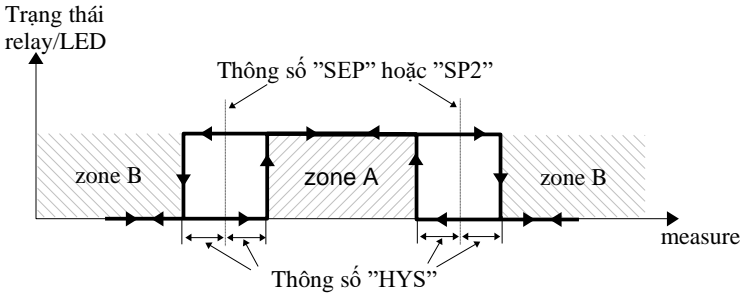 Trạng thái
relay/LED
Thông số ”SEP” hoặc ”SP2”
zone B
zone A
zone B
measure
Thông số ”HYS”